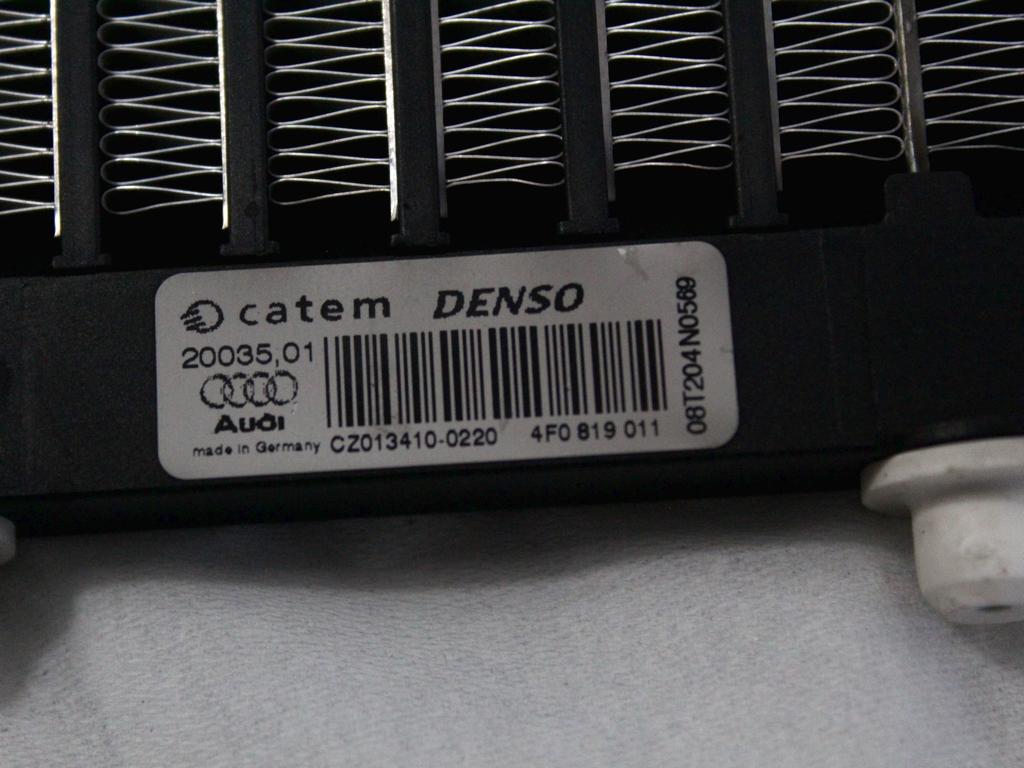 catem DENSO
20035,01
Audi
made in Germany CZ013410-0220 4F0 819 011
08T204N0569